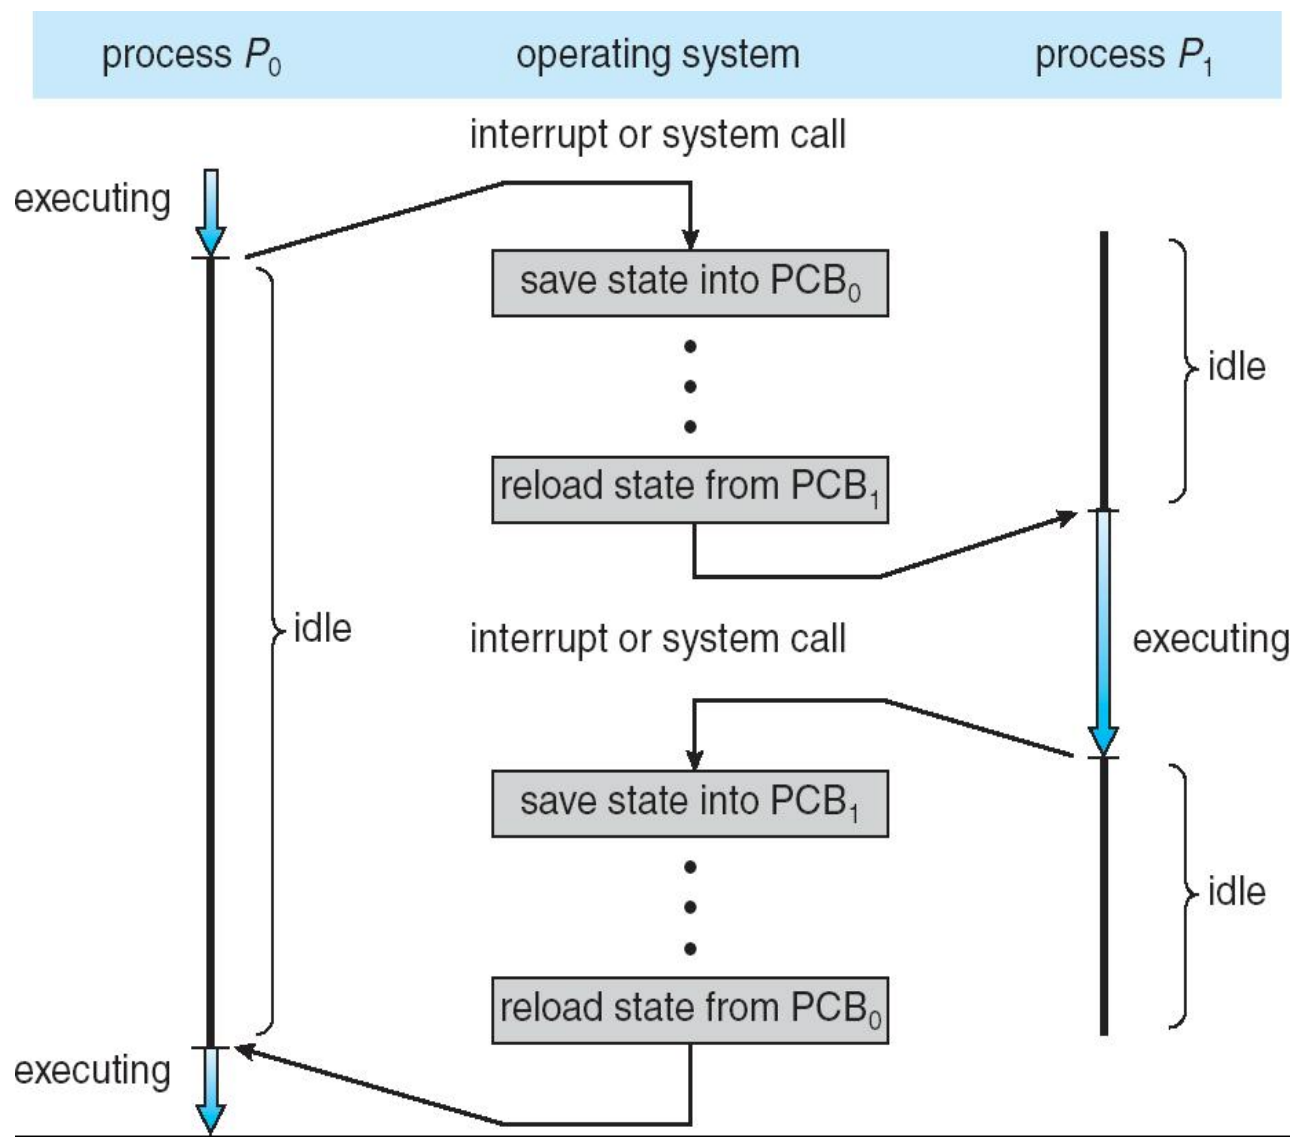 process P₀
operating system
process P₁
interrupt or system call
executing
save state into PCB₀
idle
reload state from PCB₁
idle
interrupt or system call
executing
save state into PCB₁
idle
reload state from PCB₀
executing